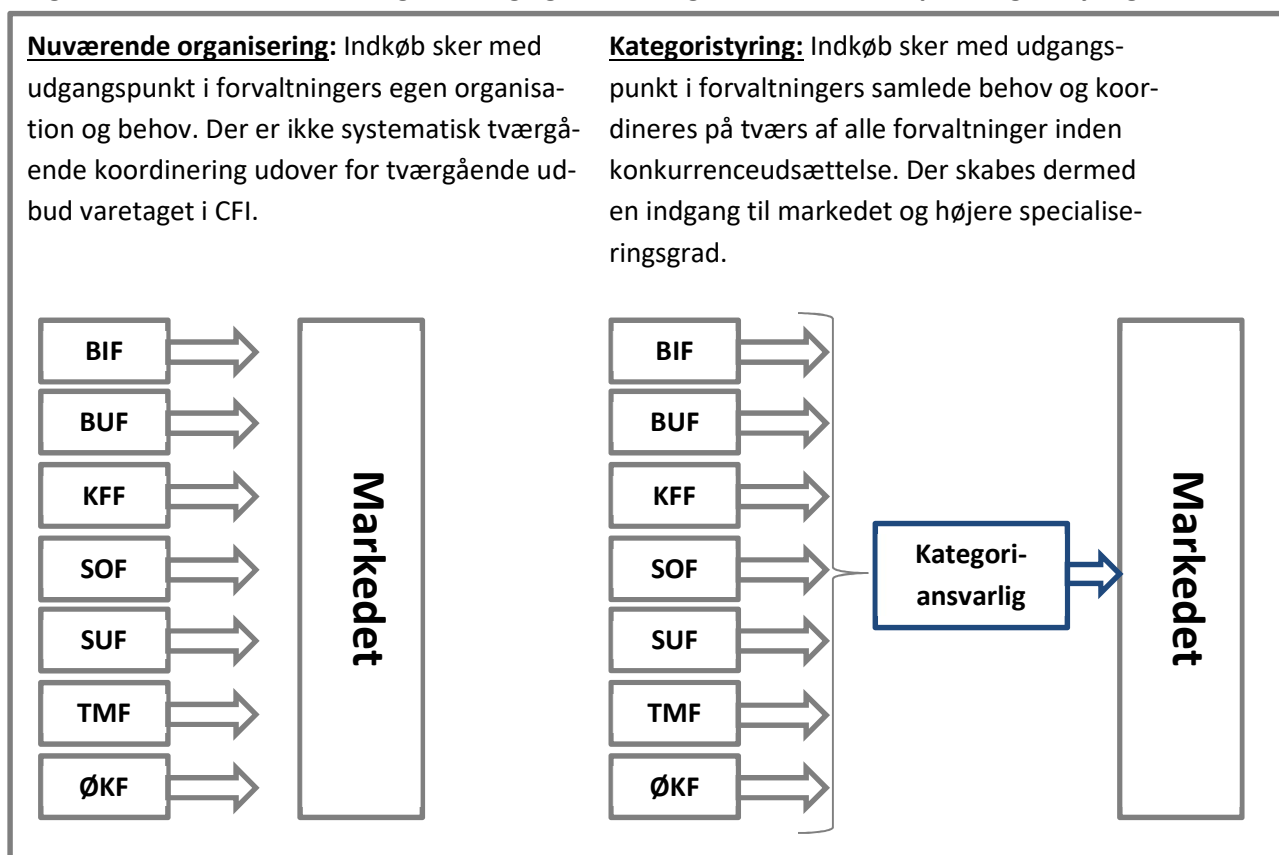 Nuværende organisering: Indkøb sker med
udgangspunkt i forvaltningers egen organisa-
tion og behov. Der er ikke systematisk tværgå-
ende koordinering udover for tværgående ud-
bud varetaget i CFI.
Kategoristyring: Indkøb sker med udgangs-
punkt i forvaltningers samlede behov og koor-
dineres på tværs af alle forvaltninger inden
konkurrenceudsættelse. Der skabes dermed
en indgang til markedet og højere specialise-
ringsgrad.
BIF
BUF
KFF
SOF
SUF
TMF
ØKF
Markedet
BIF
BUF
KFF
SOF
SUF
TMF
ØKF
Kategori-
ansvarlig
Markedet